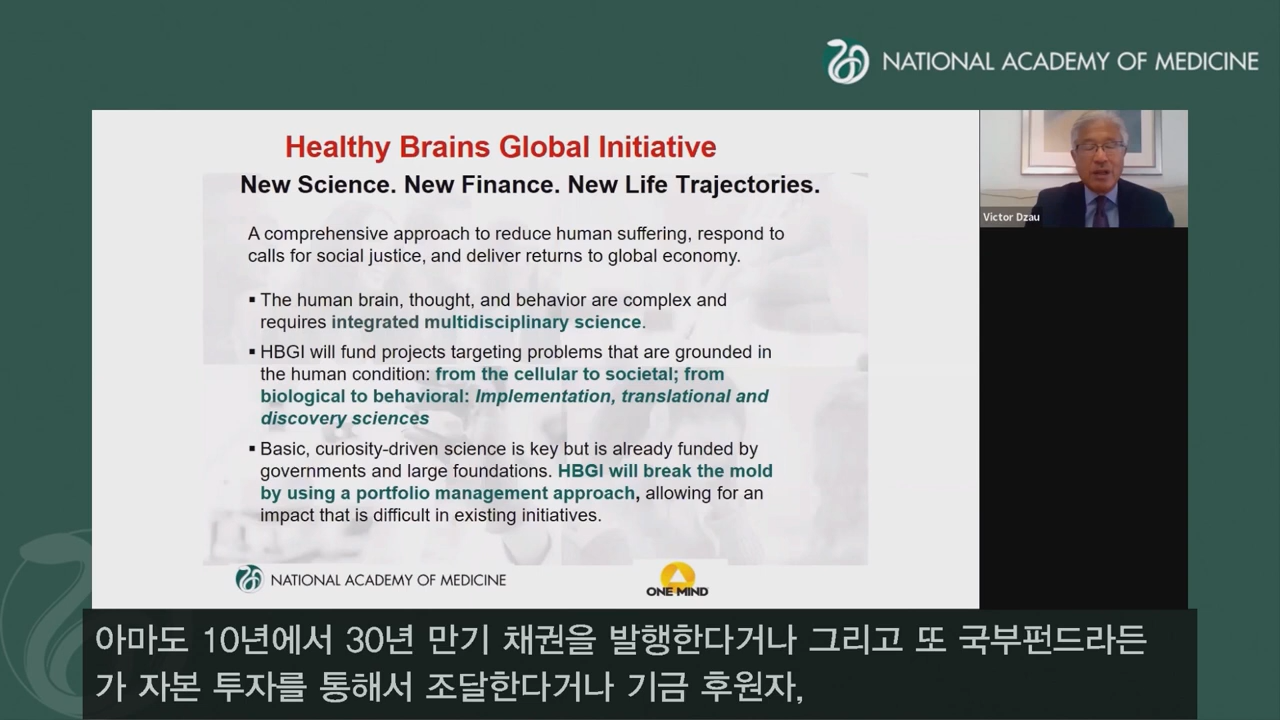 NATIONAL ACADEMY OF MEDICINE
Healthy Brains Global Initiative
New Science. New Finance. New Life Trajectories.
A comprehensive approach to reduce human suffering, respond to
calls for social justice, and deliver returns to global economy.
▪ The human brain, thought, and behavior are complex and
requires integrated multidisciplinary science.
▪ HBGI will fund projects targeting problems that are grounded in
the human condition: from the cellular to societal; from
biological to behavioral: Implementation, translational and
discovery sciences
▪ Basic, curiosity-driven science is key but is already funded by
governments and large foundations. HBGI will break the mold
by using a portfolio management approach, allowing for an
impact that is difficult in existing initiatives.
NATIONAL ACADEMY OF MEDICINE
ONE MIND
Victor Dzau
아마도 10년에서 30년 만기 채권을 발행한다거나 그리고 또 국부펀드라든
가 자본 투자를 통해서 조달한다거나 기금 후원자,